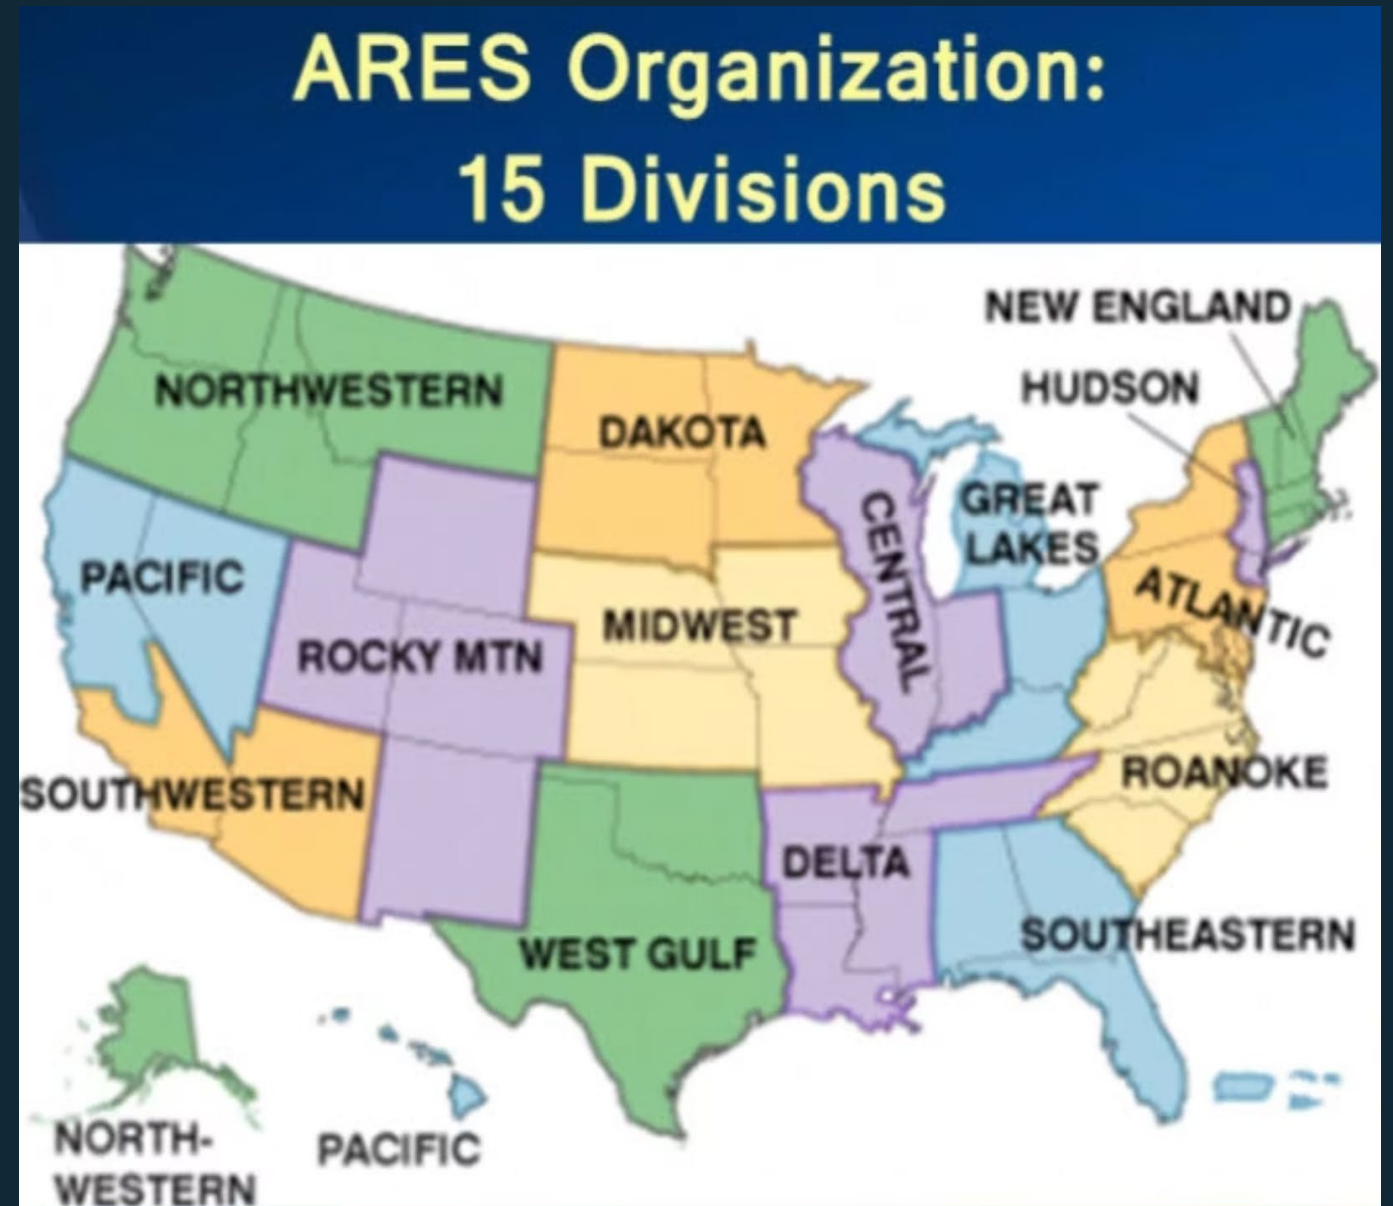 ARES Organization:
15 Divisions
NEW ENGLAND
HUDSON
NORTHWESTERN
DAKOTA
CENTRAL
GREAT
LAKES
PACIFIC
ATLANTIC
MIDWEST
ROCKY MTN
ROANOKE
SOUTHWESTERN
DELTA
SOUTHEASTERN
WEST GULF
NORTH-
WESTERN
PACIFIC